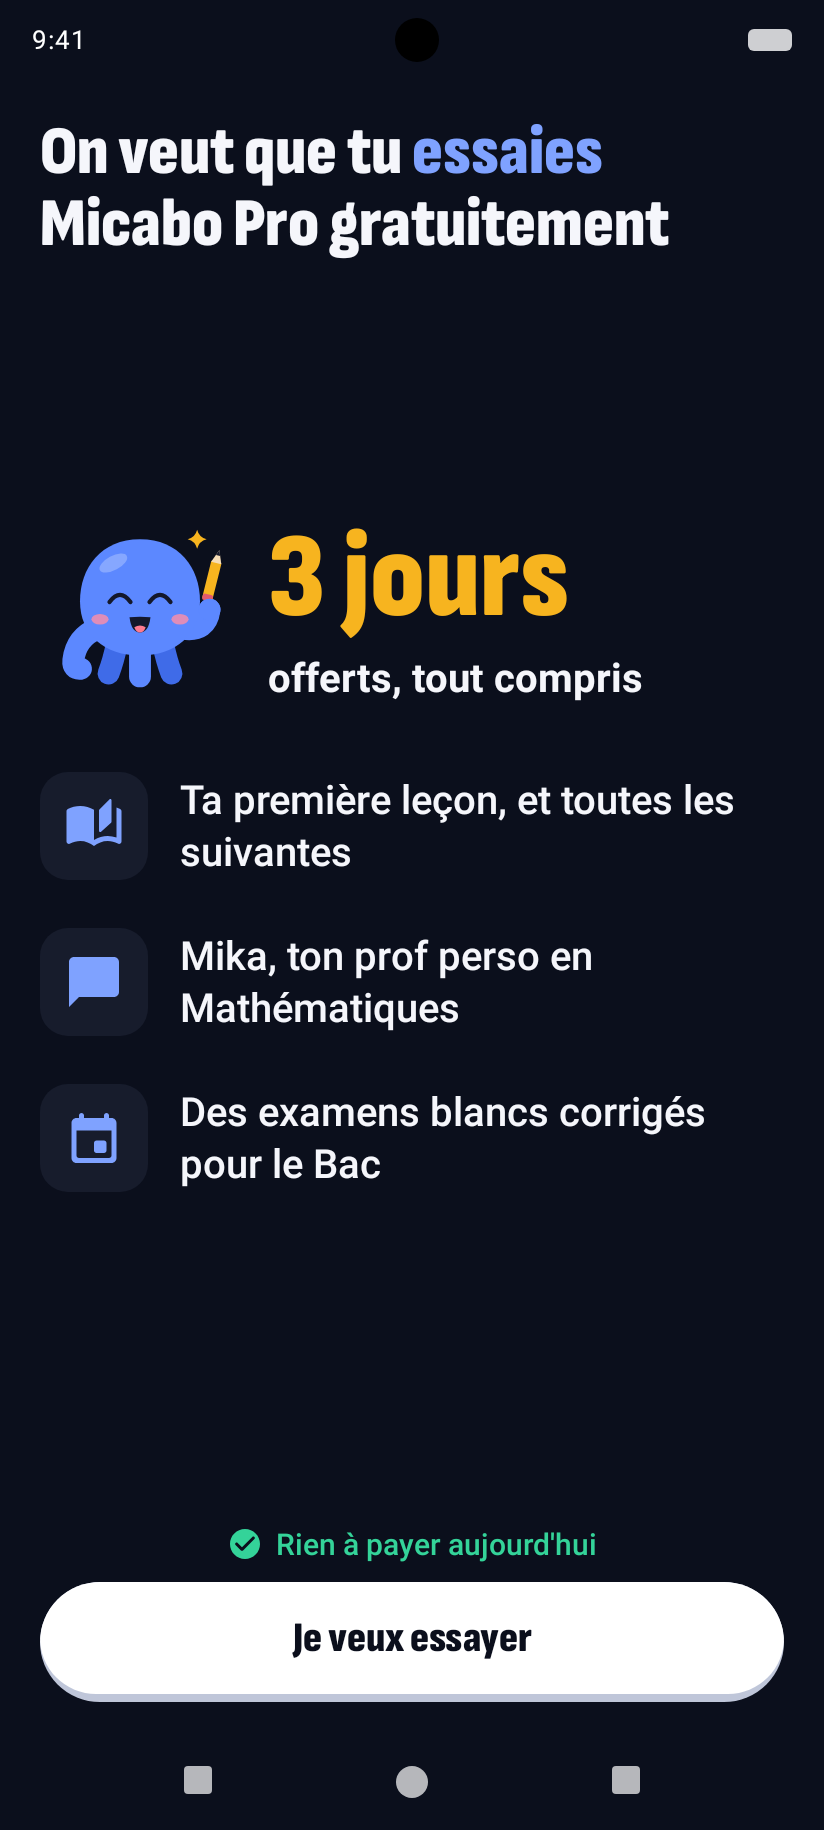 9:41
On veut que tu essaies
Micabo Pro gratuitement
3 jours
offerts, tout compris
Ta première leçon, et toutes les
suivantes
Mika, ton prof perso en
Mathématiques
Des examens blancs corrigés
pour le Bac
Rien à payer aujourd'hui
Je veux essayer